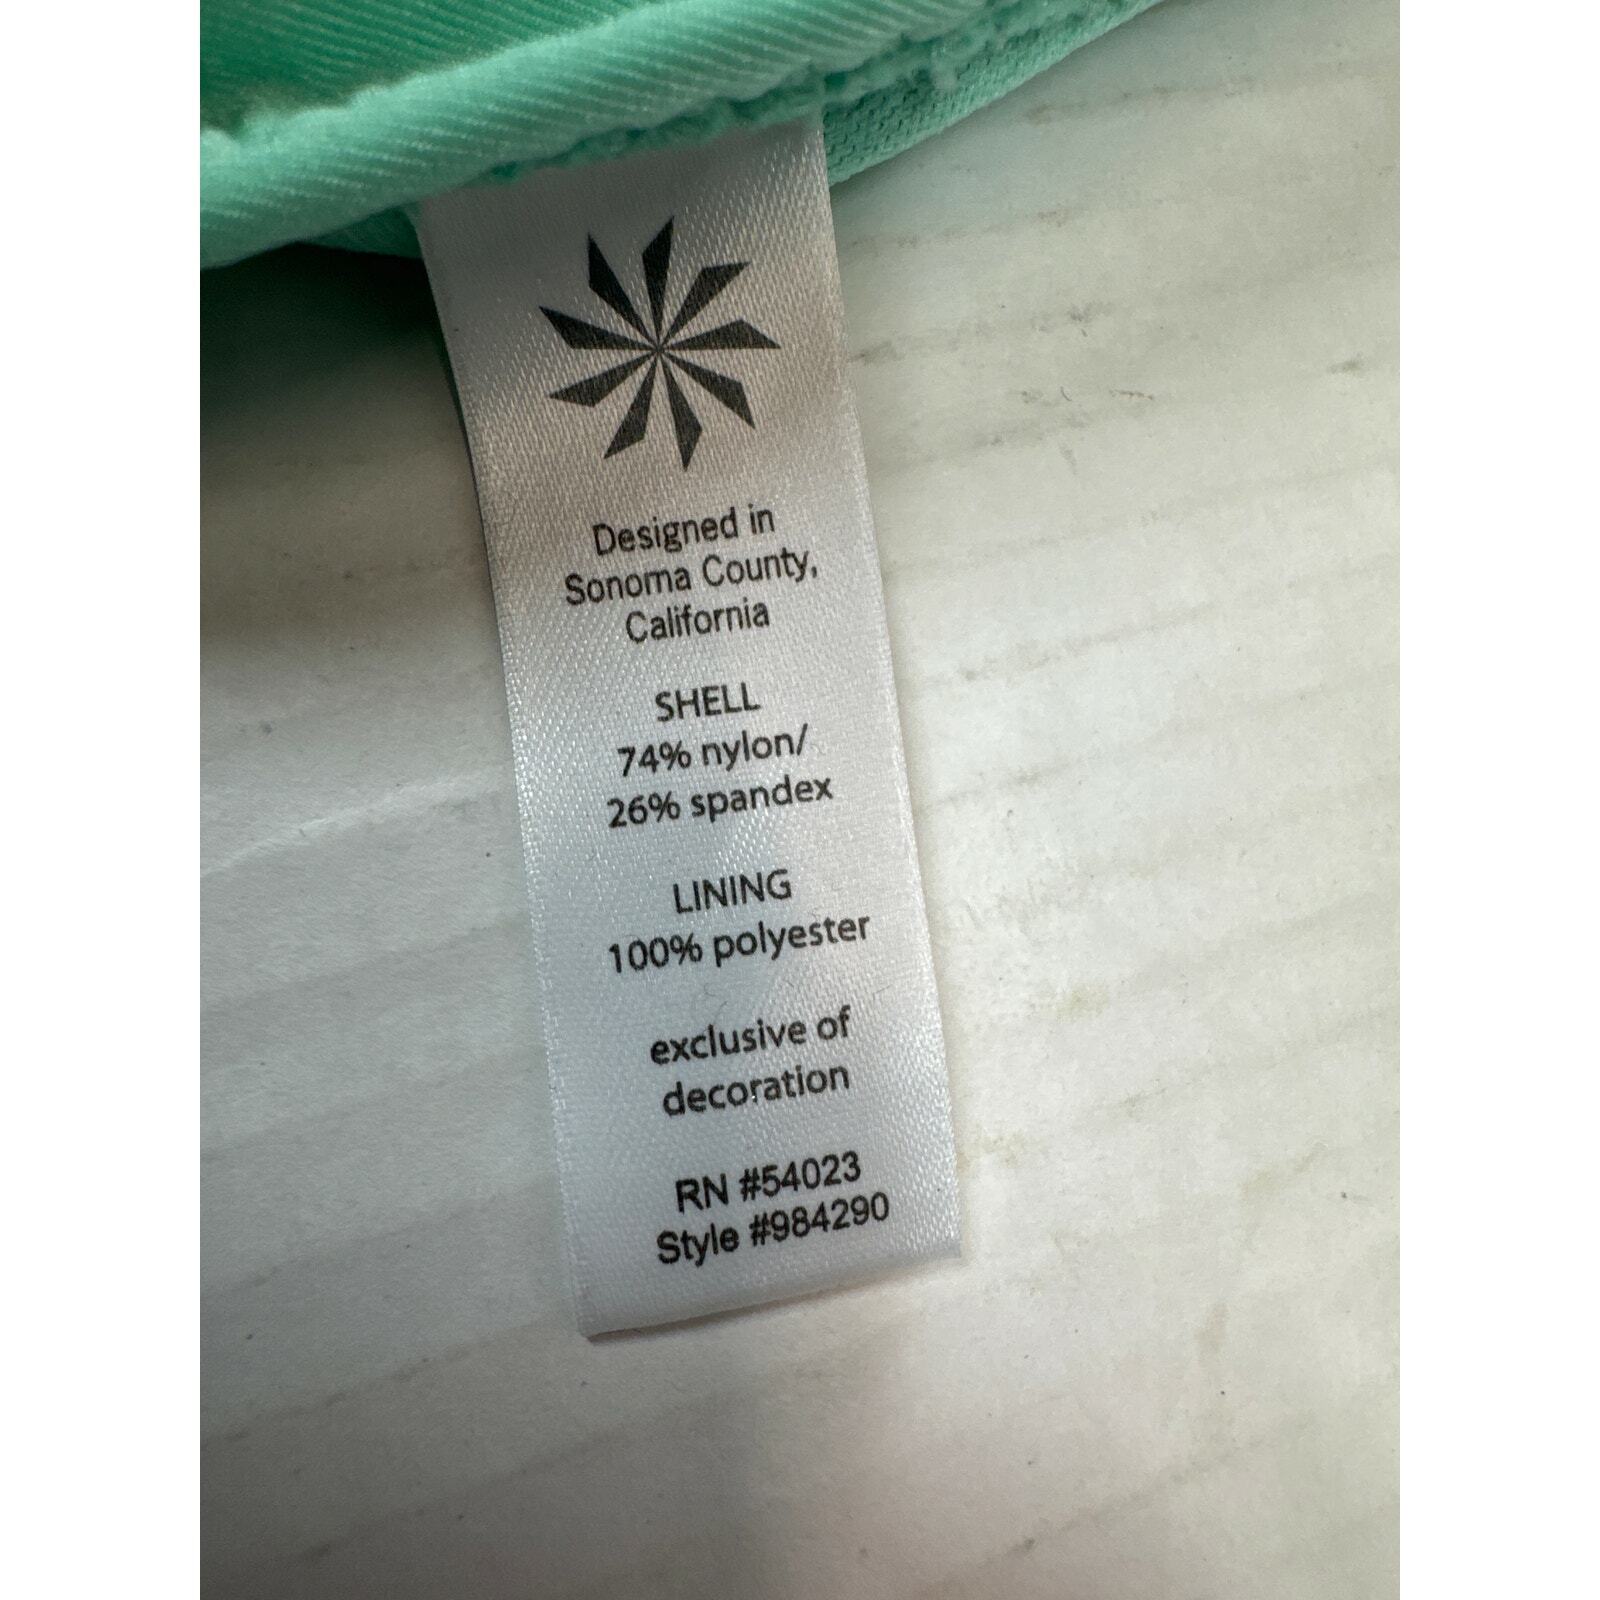 Designed in
Sonoma County,
California
SHELL
74% nylon/
26% spandex
LINING
100% polyester
exclusive of
decoration
RN #54023
Style #984290